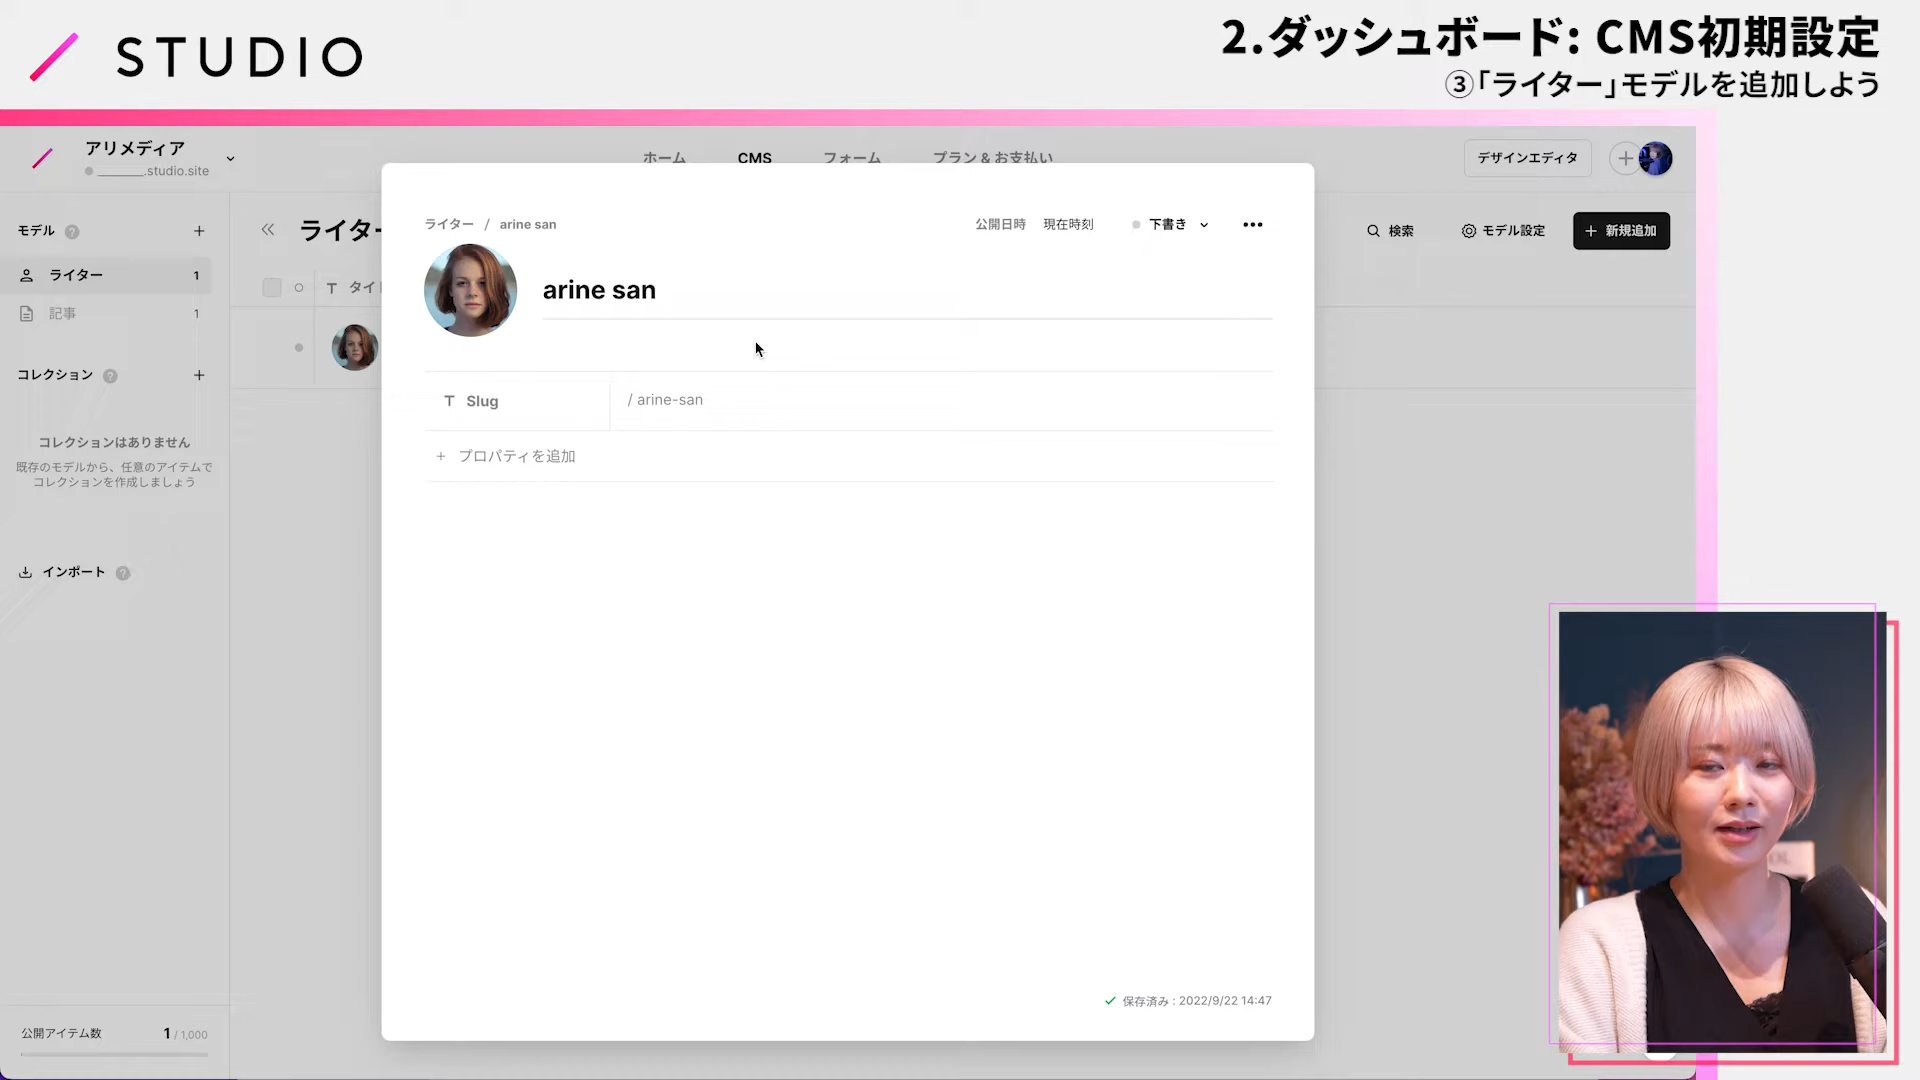 STUDIO
2.ダッシュボード: CMS初期設定
③「ライター」モデルを追加しよう
アリメディア
.studio.site
ホーム
CMS
フォーム
プラン & お支払い
デザインエディタ
モデル
ライター 1
記事 1
コレクション
コレクションはありません
既存のモデルから、任意のアイテムで
コレクションを作成しましょう
インポート
公開アイテム数 1 / 1,000
ライター
検索
モデル設定
+ 新規追加
T タイ
ライター / arine san
公開日時 現在時刻
下書き
arine san
T Slug
/ arine-san
+ プロパティを追加
保存済み : 2022/9/22 14:47